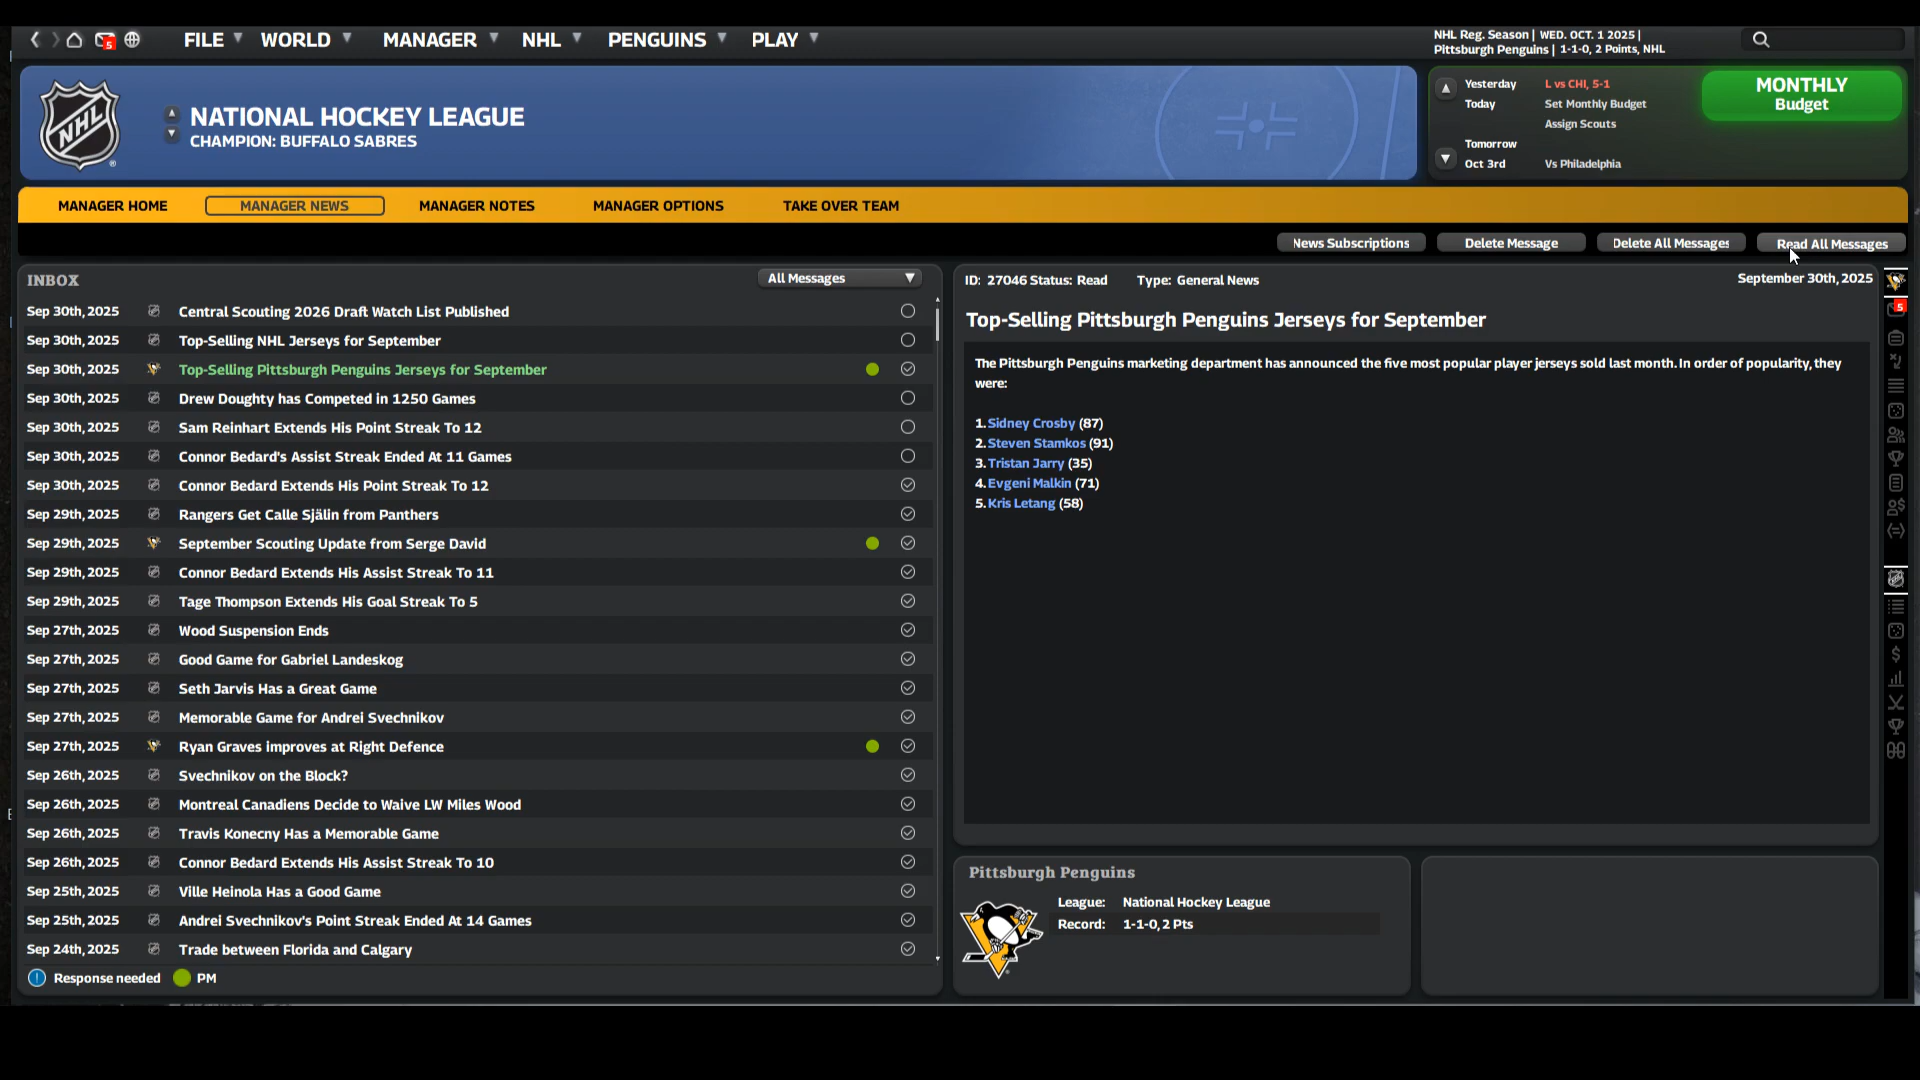 5
FILE
WORLD
MANAGER
NHL
PENGUINS
PLAY
NHL Reg. Season | WED. OCT. 1 2025 |
Pittsburgh Penguins | 1-1-0, 2 Points, NHL
NHL
NATIONAL HOCKEY LEAGUE
CHAMPION: BUFFALO SABRES
Yesterday L vs CHI, 5-1
Today Set Monthly Budget
Assign Scouts
Tomorrow
Oct 3rd Vs Philadelphia
MONTHLY
Budget
MANAGER HOME
MANAGER NEWS
MANAGER NOTES
MANAGER OPTIONS
TAKE OVER TEAM
News Subscriptions
Delete Message
Delete All Messages
Read All Messages
INBOX
All Messages
Sep 30th, 2025 Central Scouting 2026 Draft Watch List Published
Sep 30th, 2025 Top-Selling NHL Jerseys for September
Sep 30th, 2025 Top-Selling Pittsburgh Penguins Jerseys for September
Sep 30th, 2025 Drew Doughty has Competed in 1250 Games
Sep 30th, 2025 Sam Reinhart Extends His Point Streak To 12
Sep 30th, 2025 Connor Bedard's Assist Streak Ended At 11 Games
Sep 30th, 2025 Connor Bedard Extends His Point Streak To 12
Sep 29th, 2025 Rangers Get Calle Själin from Panthers
Sep 29th, 2025 September Scouting Update from Serge David
Sep 29th, 2025 Connor Bedard Extends His Assist Streak To 11
Sep 29th, 2025 Tage Thompson Extends His Goal Streak To 5
Sep 27th, 2025 Wood Suspension Ends
Sep 27th, 2025 Good Game for Gabriel Landeskog
Sep 27th, 2025 Seth Jarvis Has a Great Game
Sep 27th, 2025 Memorable Game for Andrei Svechnikov
Sep 27th, 2025 Ryan Graves improves at Right Defence
Sep 26th, 2025 Svechnikov on the Block?
Sep 26th, 2025 Montreal Canadiens Decide to Waive LW Miles Wood
Sep 26th, 2025 Travis Konecny Has a Memorable Game
Sep 26th, 2025 Connor Bedard Extends His Assist Streak To 10
Sep 25th, 2025 Ville Heinola Has a Good Game
Sep 25th, 2025 Andrei Svechnikov's Point Streak Ended At 14 Games
Sep 24th, 2025 Trade between Florida and Calgary
Response needed PM
ID: 27046 Status: Read Type: General News September 30th, 2025
Top-Selling Pittsburgh Penguins Jerseys for September
The Pittsburgh Penguins marketing department has announced the five most popular player jerseys sold last month. In order of popularity, they
were:
1. Sidney Crosby (87)
2. Steven Stamkos (91)
3. Tristan Jarry (35)
4. Evgeni Malkin (71)
5. Kris Letang (58)
Pittsburgh Penguins
League: National Hockey League
Record: 1-1-0, 2 Pts
5